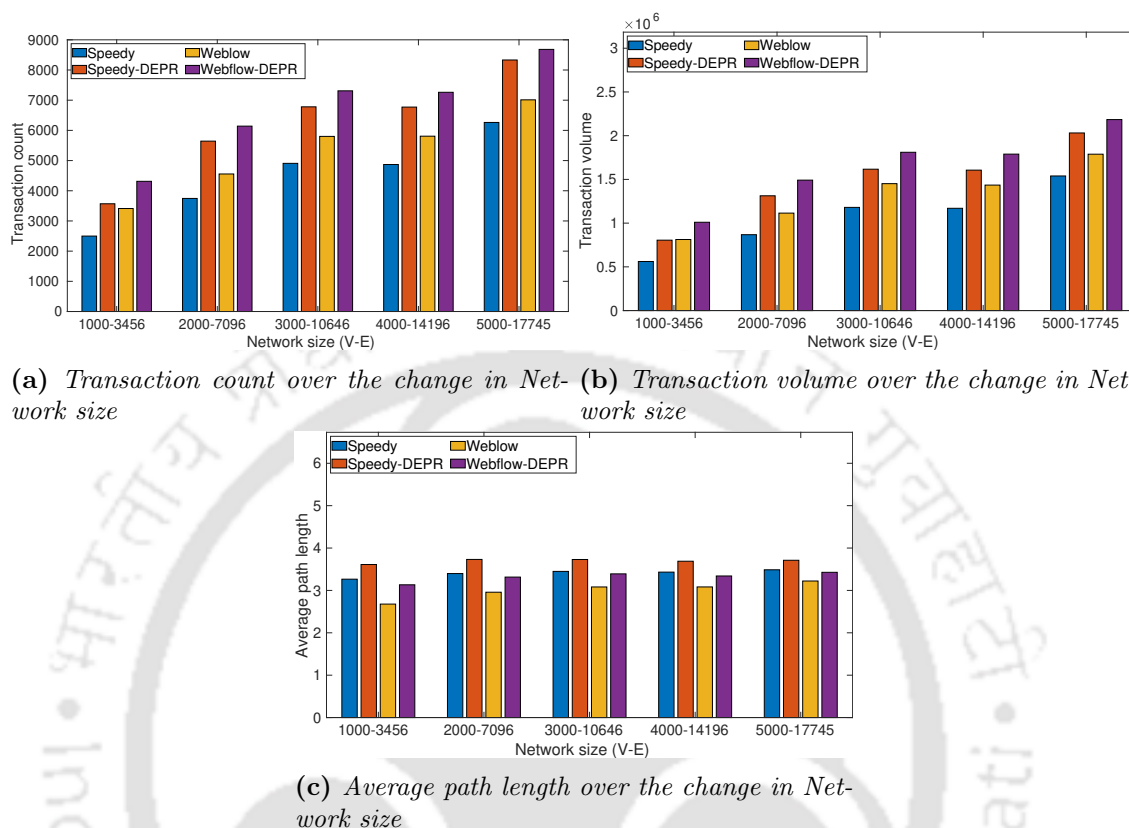 9000
8000
7000
6000
5000
4000
3000
2000
1000
0
Transaction count
Speedy
Weblow
Speedy-DEPR
Webflow-DEPR
1000-3456
2000-7096
3000-10646
4000-14196
5000-17745
Network size (V-E)
×10^6
3
2.5
2
1.5
1
0.5
0
Transaction volume
Speedy
Weblow
Speedy-DEPR
Webflow-DEPR
1000-3456
2000-7096
3000-10646
4000-14196
5000-17745
Network size (V-E)
(a) Transaction count over the change in Net-
work size
(b) Transaction volume over the change in Net
work size
6
5
4
3
2
1
0
Average path length
Speedy
Weblow
Speedy-DEPR
Webflow-DEPR
1000-3456
2000-7096
3000-10646
4000-14196
5000-17745
Network size (V-E)
(c) Average path length over the change in Net-
work size